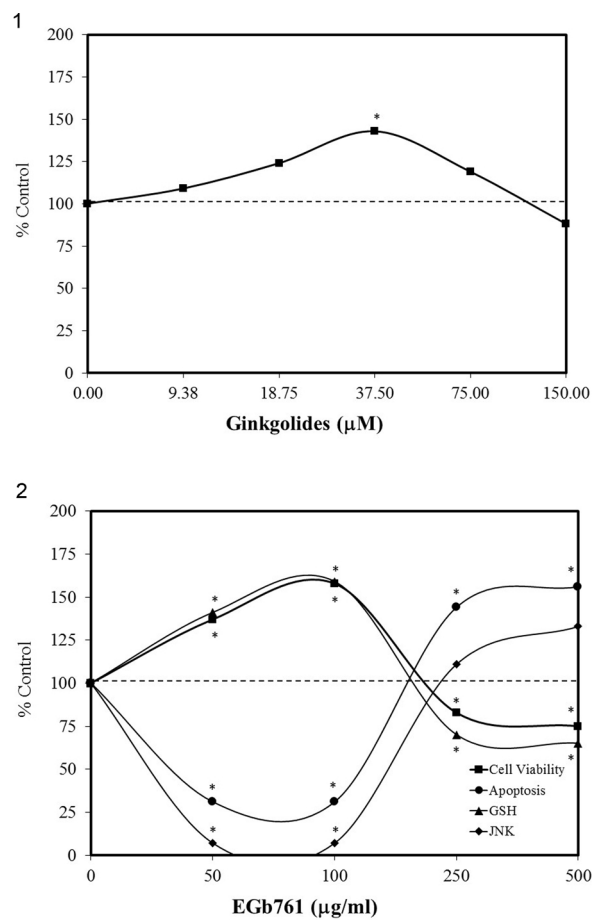 1
200
175
150
125
100
75
50
25
0
% Control
*
0.00 9.38 18.75 37.50 75.00 150.00
Ginkgolides (μM)
2
200
175
150
125
100
75
50
25
0
% Control
* * * *
* * * *
* * * *
* *
Cell Viability
Apoptosis
GSH
JNK
0 50 100 250 500
EGb761 (μg/ml)